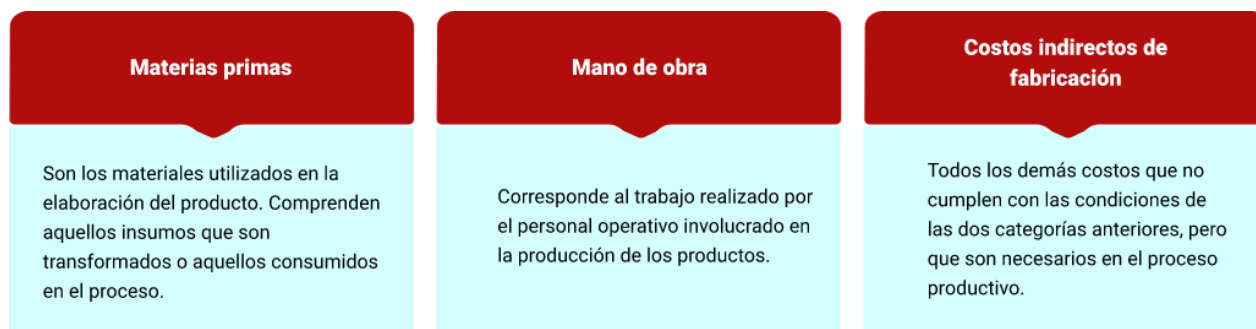 Materias primas
Son los materiales utilizados en la
elaboración del producto. Comprenden
aquellos insumos que son
transformados o aquellos consumidos
en el proceso.
Mano de obra
Corresponde al trabajo realizado por
el personal operativo involucrado en
la producción de los productos.
Costos indirectos de
fabricación
Todos los demás costos que no
cumplen con las condiciones de
las dos categorías anteriores, pero
que son necesarios en el proceso
productivo.